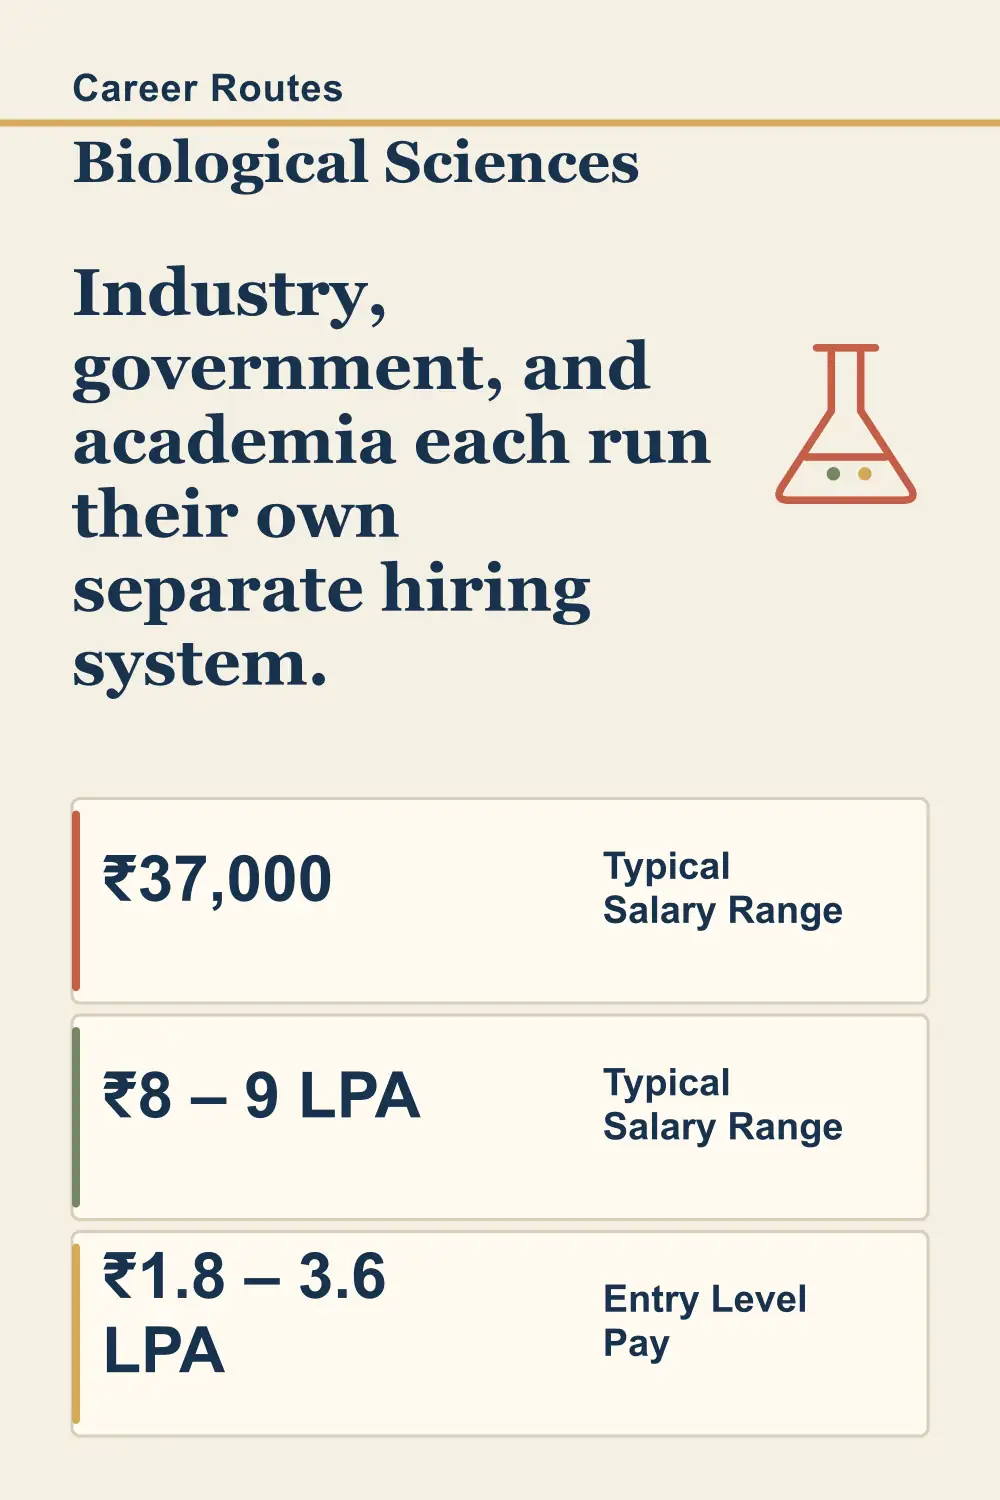 Career Routes
Biological Sciences
Industry,
government, and
academia each run
their own
separate hiring
system.
₹37,000
Typical
Salary Range
₹8 – 9 LPA
Typical
Salary Range
₹1.8 – 3.6
LPA
Entry Level
Pay